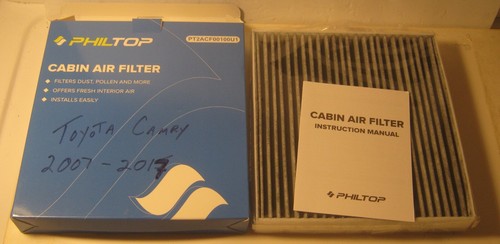 PHILTOP
PT2ACF00100U1
CABIN AIR FILTER
FILTERS DUST, POLLEN AND MORE
OFFERS FRESH INTERIOR AIR
INSTALLS EASILY
TOYOTA CAMRY
2007-201
CABIN AIR FILTER
INSTRUCTION MANUAL
PHILTOP